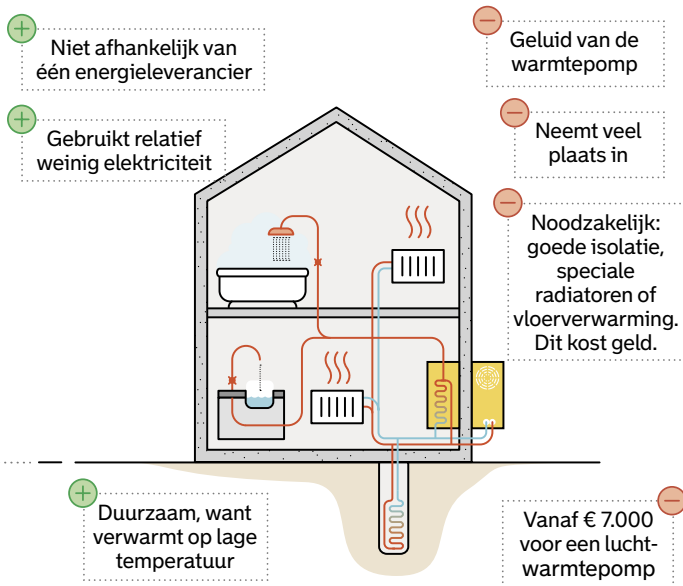 Niet afhankelijk van
één energieleverancier
Geluid van de
warmtepomp
Gebruikt relatief
weinig elektriciteit
Neemt veel
plaats in
Noodzakelijk:
goede isolatie,
speciale
radiatoren of
vloerverwarming.
Dit kost geld.
Duurzaam, want
verwarmt op lage
temperatuur
Vanaf € 7.000
voor een lucht-
warmtepomp